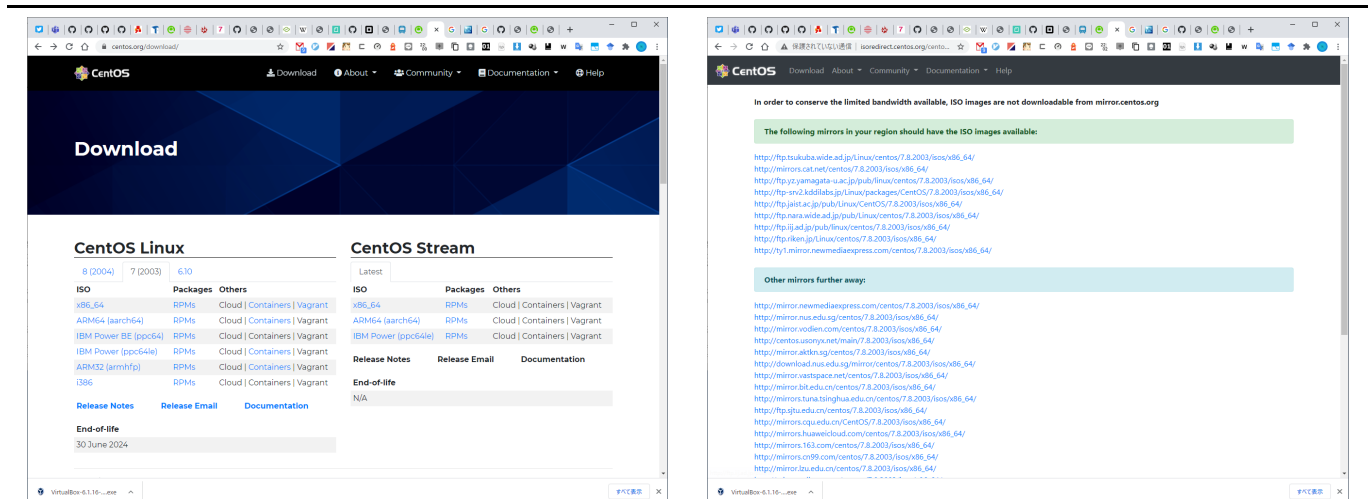 centos.org/download/
CentOS
Download
About
Community
Documentation
Help
Download
CentOS Linux
8 (2004)
7 (2003)
6.10
ISO Packages Others
x86_64 RPMs Cloud | Containers | Vagrant
ARM64 (aarch64) RPMs Cloud | Containers | Vagrant
IBM Power BE (ppc64) RPMs Cloud | Containers | Vagrant
IBM Power (ppc64le) RPMs Cloud | Containers | Vagrant
ARM32 (armhfp) RPMs Cloud | Containers | Vagrant
i386 RPMs Cloud | Containers | Vagrant
Release Notes Release Email Documentation
End-of-life
30 June 2024
CentOS Stream
Latest
ISO Packages Others
x86_64 RPMs Cloud | Containers | Vagrant
ARM64 (aarch64) RPMs Cloud | Containers | Vagrant
IBM Power (ppc64le) RPMs Cloud | Containers | Vagrant
Release Notes Release Email Documentation
End-of-life
N/A
VirtualBox-6.1.16-....exe
すべて表示
保護されていない通信 | isoredirect.centos.org/cento...
CentOS Download About Community Documentation Help
In order to conserve the limited bandwidth available, ISO images are not downloadable from mirror.centos.org
The following mirrors in your region should have the ISO images available:
http://ftp.tsukuba.wide.ad.jp/Linux/centos/7.8.2003/isos/x86_64/
http://mirrors.cat.net/centos/7.8.2003/isos/x86_64/
http://ftp.yz.yamagata-u.ac.jp/pub/linux/centos/7.8.2003/isos/x86_64/
http://ftp-srv2.kddilabs.jp/Linux/packages/CentOS/7.8.2003/isos/x86_64/
http://ftp.jaist.ac.jp/pub/Linux/CentOS/7.8.2003/isos/x86_64/
http://ftp.nara.wide.ad.jp/pub/Linux/centos/7.8.2003/isos/x86_64/
http://ftp.iij.ad.jp/pub/linux/centos/7.8.2003/isos/x86_64/
http://ftp.riken.jp/Linux/centos/7.8.2003/isos/x86_64/
http://ty1.mirror.newmediaexpress.com/centos/7.8.2003/isos/x86_64/
Other mirrors further away:
http://mirror.newmediaexpress.com/centos/7.8.2003/isos/x86_64/
http://mirror.nus.edu.sg/centos/7.8.2003/isos/x86_64/
http://mirror.vodien.com/centos/7.8.2003/isos/x86_64/
http://centos.usonyx.net/main/7.8.2003/isos/x86_64/
http://mirror.aktkn.sg/centos/7.8.2003/isos/x86_64/
http://download.nus.edu.sg/mirror/centos/7.8.2003/isos/x86_64/
http://mirror.vastspace.net/centos/7.8.2003/isos/x86_64/
http://mirror.bit.edu.cn/centos/7.8.2003/isos/x86_64/
http://mirrors.tuna.tsinghua.edu.cn/centos/7.8.2003/isos/x86_64/
http://ftp.sjtu.edu.cn/centos/7.8.2003/isos/x86_64/
http://mirrors.cqu.edu.cn/CentOS/7.8.2003/isos/x86_64/
http://mirrors.huaweicloud.com/centos/7.8.2003/isos/x86_64/
http://mirrors.163.com/centos/7.8.2003/isos/x86_64/
http://mirrors.cn99.com/centos/7.8.2003/isos/x86_64/
http://mirror.lzu.edu.cn/centos/7.8.2003/isos/x86_64/
VirtualBox-6.1.16-....exe
すべて表示